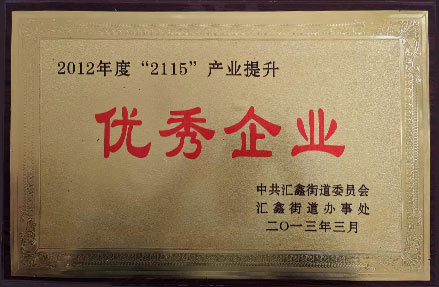 2012年度“2115”产业提升
优秀企业
中共汇鑫街道委员会
汇鑫街道办事处
二〇一三年三月